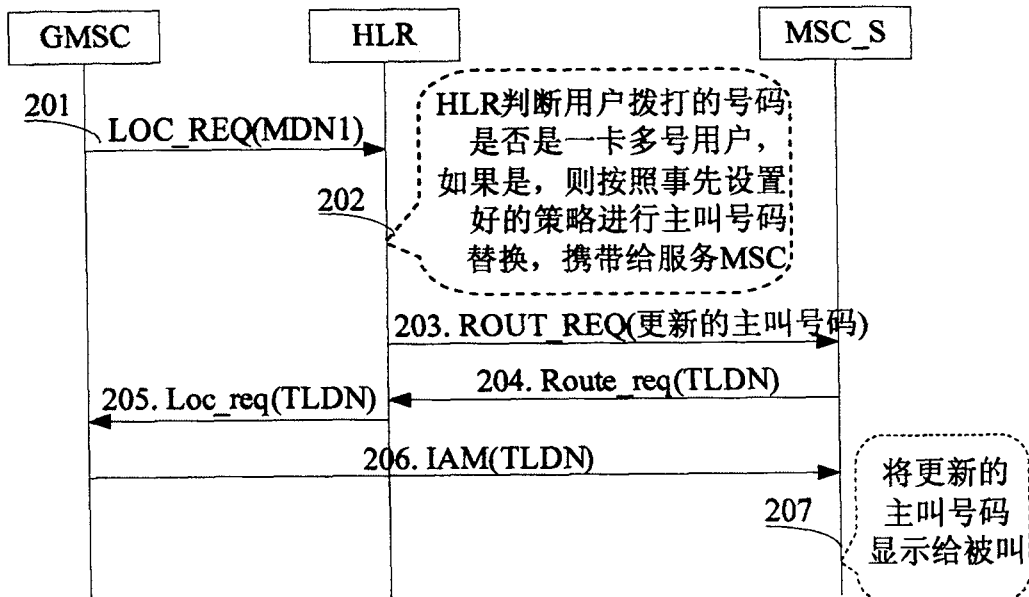 GMSC
HLR
MSC_S
201
LOC_REQ(MDN1)
HLR判断用户拨打的号码
是否是一卡多号用户，
如果是，则按照事先设置
好的策略进行主叫号码
替换，携带给服务MSC
202
203. ROUT_REQ(更新的主叫号码)
204. Route_req(TLDN)
205. Loc_req(TLDN)
206. IAM(TLDN)
207
将更新的
主叫号码
显示给被叫